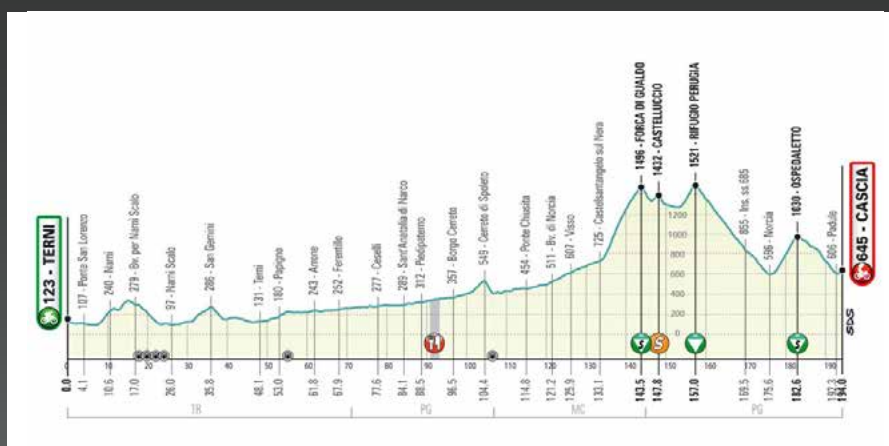 123 - TERNI
107 - Ponte San Lorenzo
240 - Narni
279 - Bv. per Narni Scalo
97 - Narni Scalo
286 - San Gemini
131 - Terni
180 - Papigno
243 - Arrone
252 - Ferentillo
277 - Ceselli
289 - Sant'Anatolia di Narco
312 - Piedipaterno
357 - Borgo Cerreto
549 - Cerreto di Spoleto
454 - Ponte Chiusita
511 - Bv. di Norcia
607 - Visso
725 - Castelsantangelo sul Nera
1496 - FORCA DI GUALDO
1432 - CASTELLUCCIO
1521 - RIFUGIO PERUGIA
855 - Ins. ss.685
596 - Norcia
1030 - OSPEDALETTO
606 - Padule
645 - CASCIA
1200
1000
800
600
400
200
0
S
S
S
SDS
0 10 20 30 40 50 60 70 80 90 100 110 120 130 140 150 160 170 180 190
0.0 4.1 10.6 17.0 26.0 35.8 48.1 53.0 61.8 67.9 77.6 84.1 88.5 96.5 104.4 114.8 121.2 125.9 133.1 143.5 147.8 157.0 169.5 175.6 182.6 192.3 194.0
TR PG MC PG